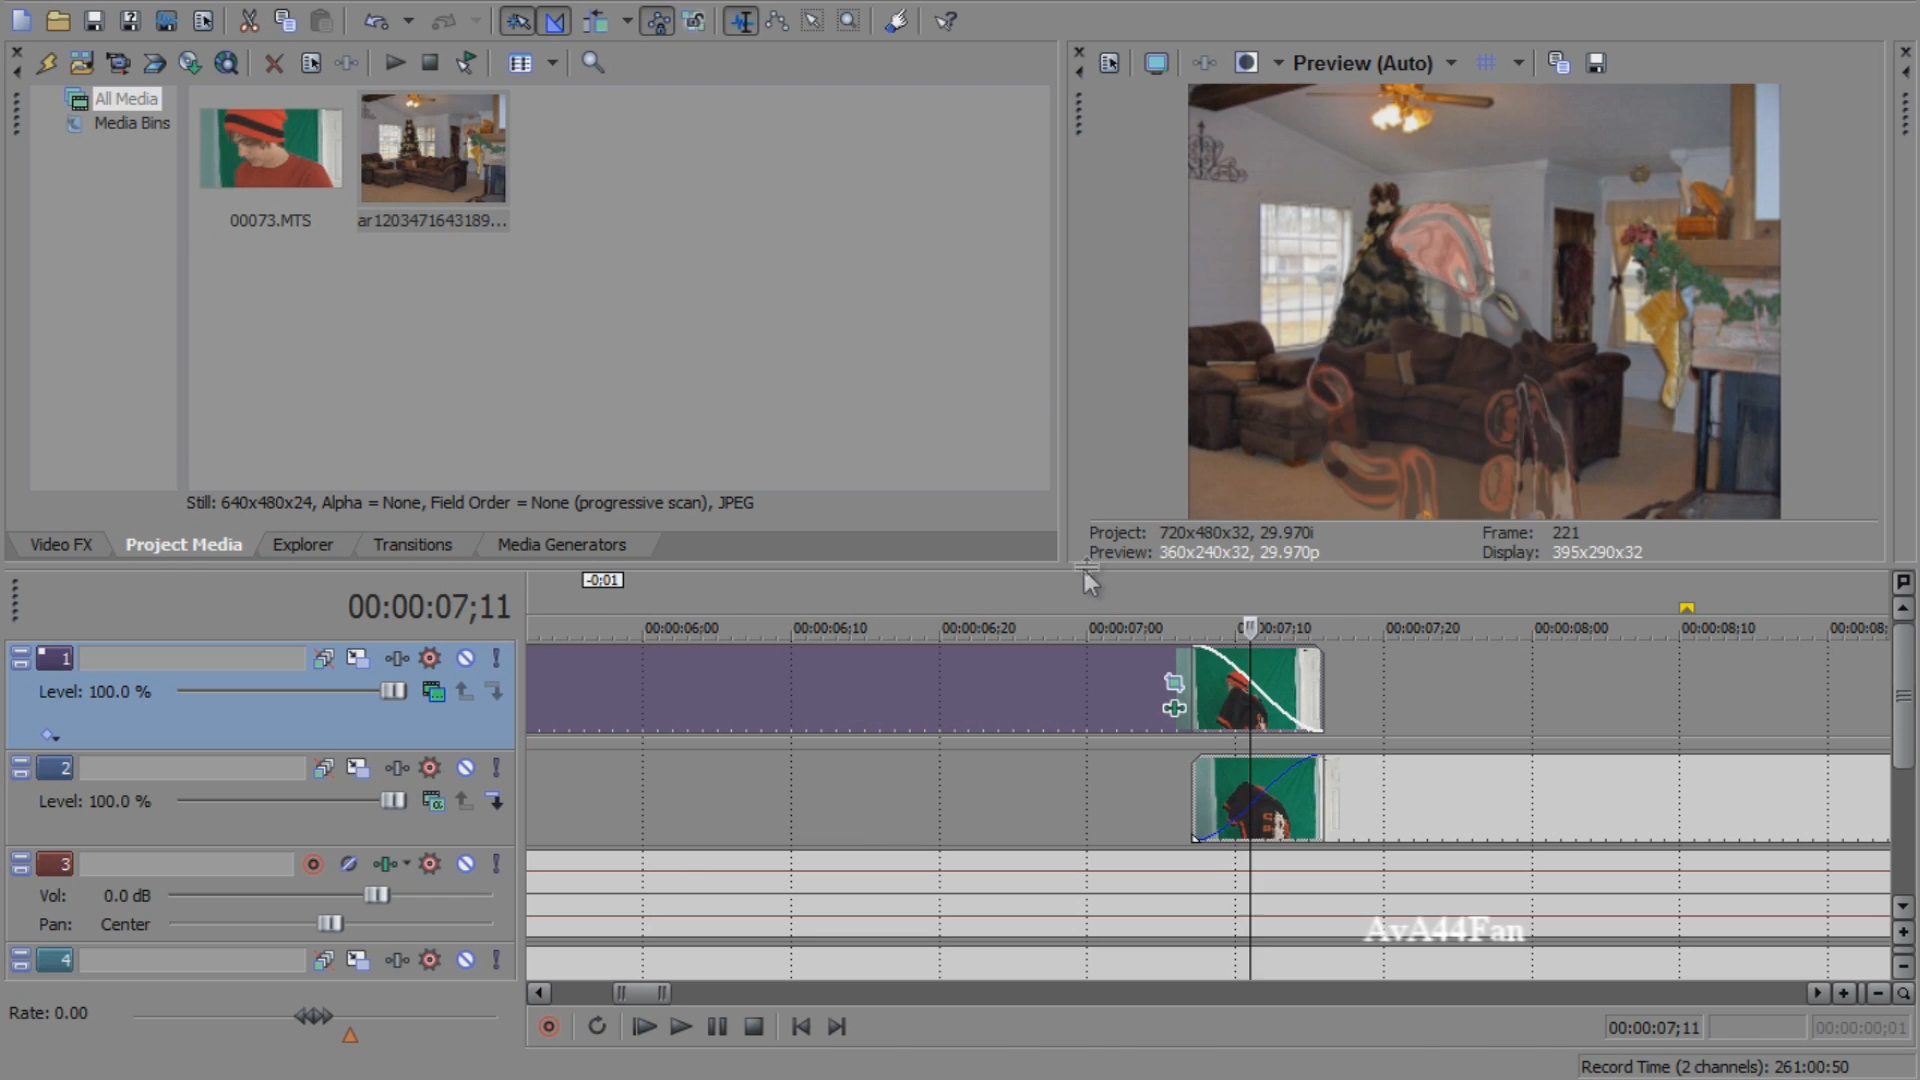 Preview (Auto)
All Media
Media Bins
00073.MTS
ar1203471643189...
Still: 640x480x24, Alpha = None, Field Order = None (progressive scan), JPEG
Project: 720x480x32, 29.970i
Frame: 221
Preview: 360x240x32, 29.970p
Display: 395x290x32
Video FX
Project Media
Explorer
Transitions
Media Generators
-0;01
00:00:07;11
00:00:06;00
00:00:06;10
00:00:06;20
00:00:07;00
00:00:07;10
00:00:07;20
00:00:08;00
00:00:08;10
00:00:08;
1
Level: 100.0 %
2
Level: 100.0 %
3
Vol: 0.0 dB
Pan: Center
AvA44Fan
4
Rate: 0.00
00:00:07;11
00:00:00;01
Record Time (2 channels): 261:00:50